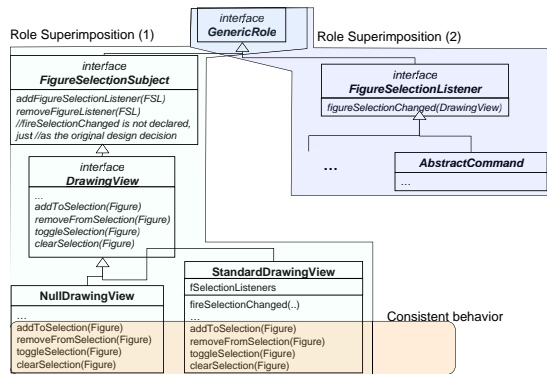 Role Superimposition (1)
interface
GenericRole
Role Superimposition (2)
interface
FigureSelectionSubject
addFigureSelectionListener(FSL)
removeFigureListener(FSL)
//fireSelectionChanged is not declared,
just //as the original design decision
interface
FigureSelectionListener
figureSelectionChanged(DrawingView)
...
AbstractCommand
...
interface
DrawingView
...
addToSelection(Figure)
removeFromSelection(Figure)
toggleSelection(Figure)
clearSelection(Figure)
NullDrawingView
...
addToSelection(Figure)
removeFromSelection(Figure)
toggleSelection(Figure)
clearSelection(Figure)
StandardDrawingView
fSelectionListeners
fireSelectionChanged(..)
...
addToSelection(Figure)
removeFromSelection(Figure)
toggleSelection(Figure)
clearSelection(Figure)
Consistent behavior